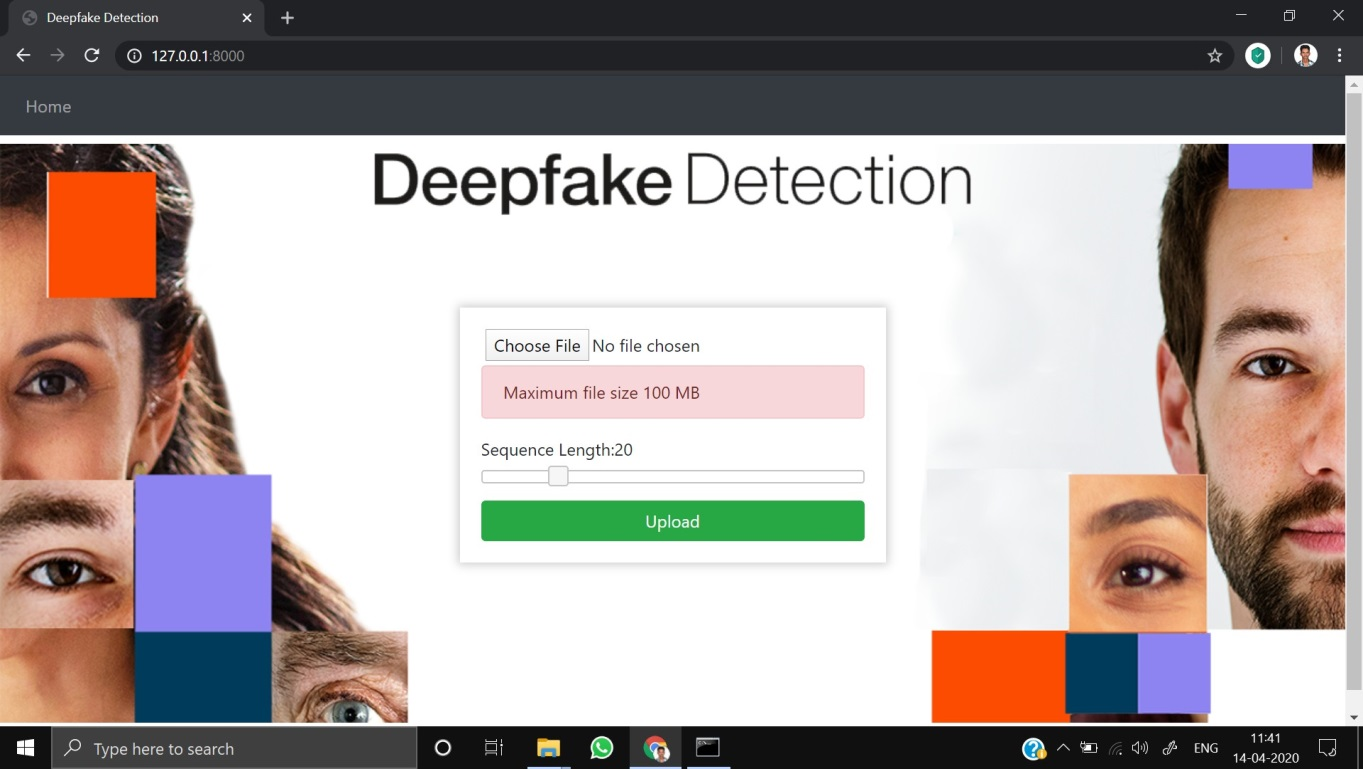 Deepfake Detection
127.0.0.1:8000
Home
Deepfake Detection
Choose File No file chosen
Maximum file size 100 MB
Sequence Length:20
Upload
Type here to search
ENG
11:41
14-04-2020